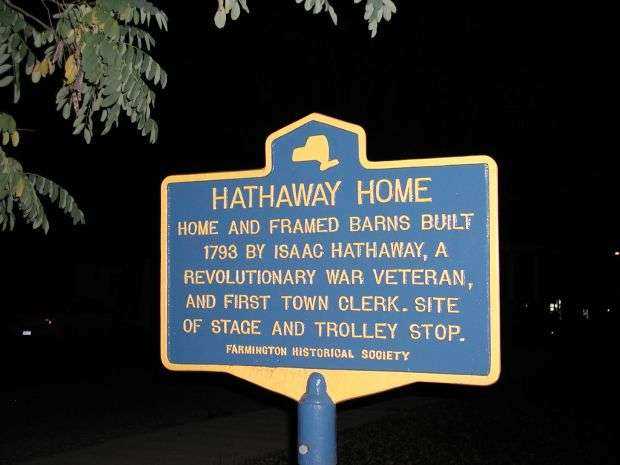 HATHAWAY HOME
HOME AND FRAMED BARNS BUILT
1793 BY ISAAC HATHAWAY, A
REVOLUTIONARY WAR VETERAN,
AND FIRST TOWN CLERK. SITE
OF STAGE AND TROLLEY STOP.
FARMINGTON HISTORICAL SOCIETY